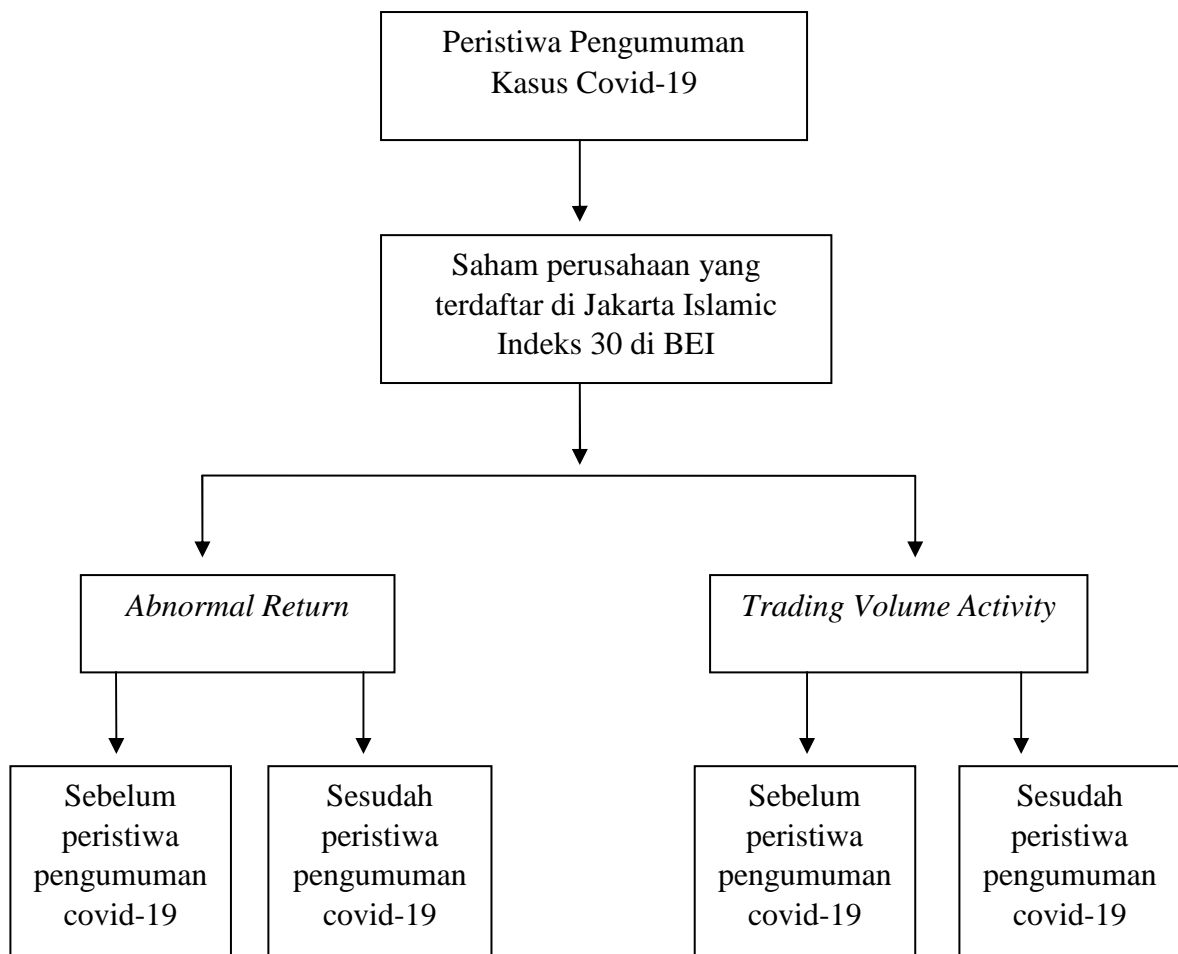 Peristiwa Pengumuman
Kasus Covid-19
Saham perusahaan yang
terdaftar di Jakarta Islamic
Indeks 30 di BEI
Abnormal Return
Trading Volume Activity
Sebelum
peristiwa
pengumuman
covid-19
Sesudah
peristiwa
pengumuman
covid-19
Sebelum
peristiwa
pengumuman
covid-19
Sesudah
peristiwa
pengumuman
covid-19